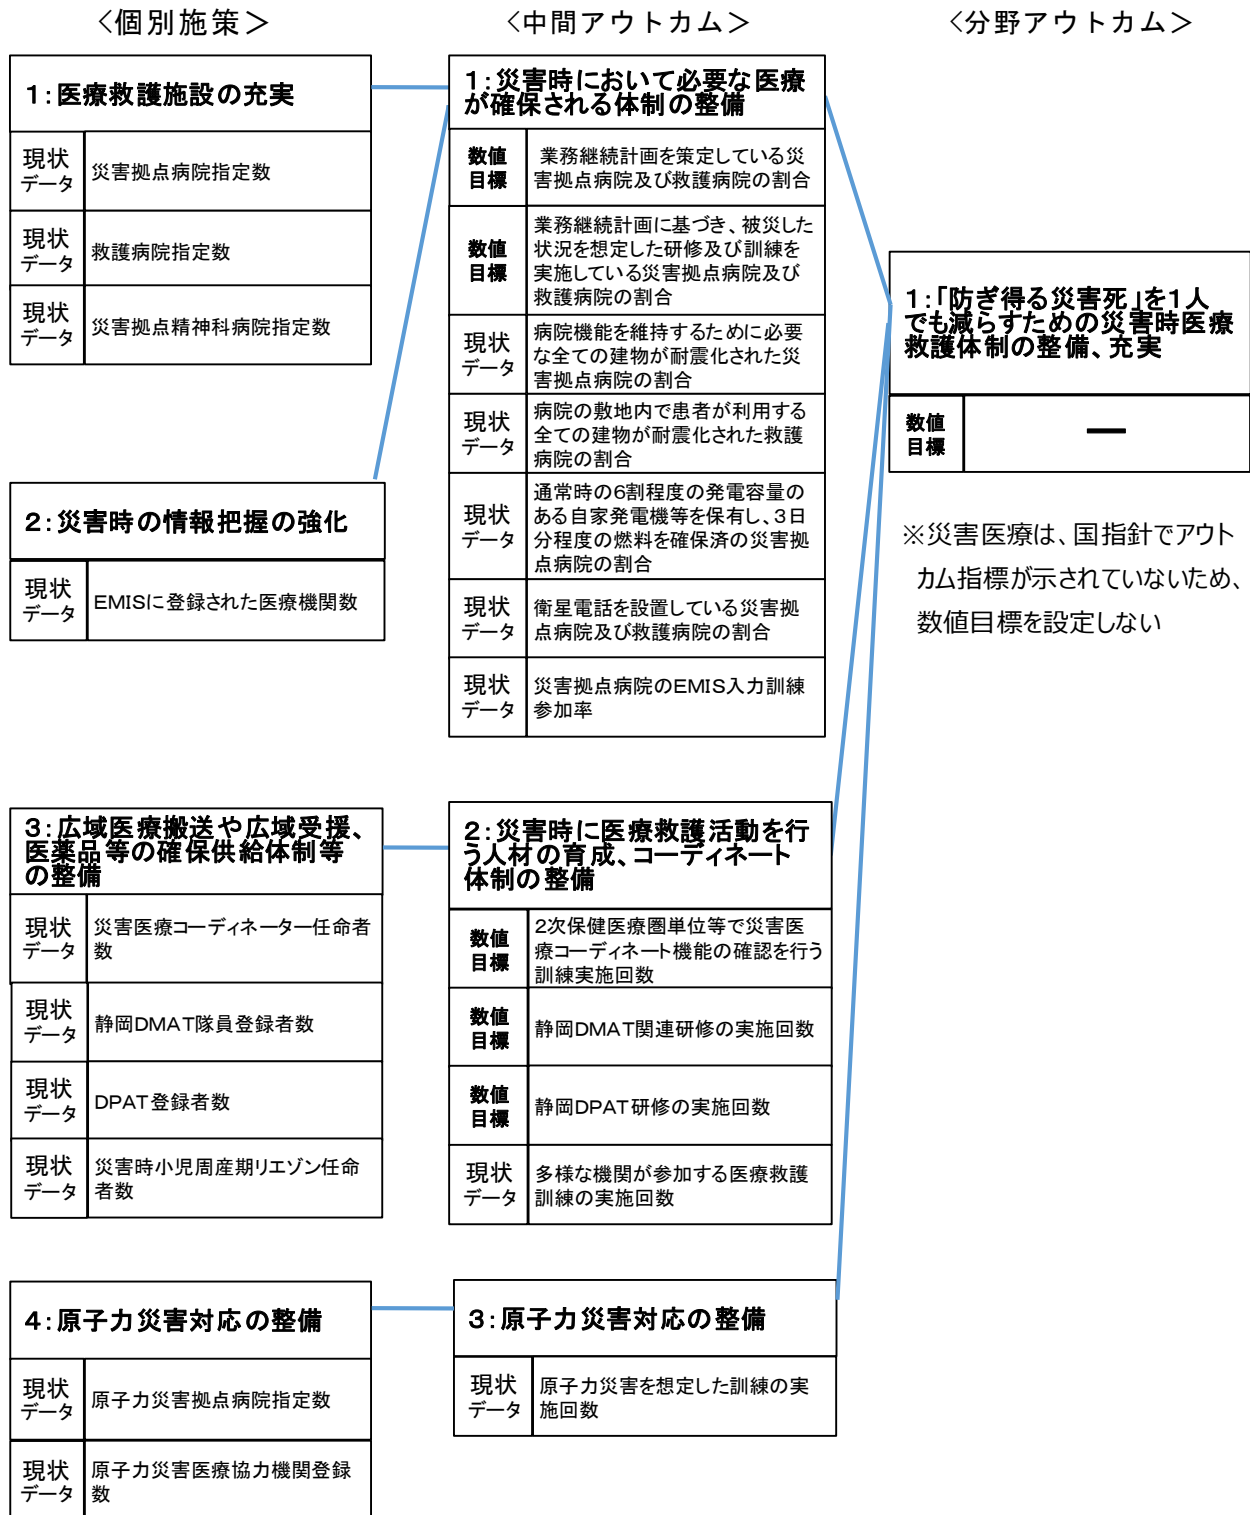 <個別施策>
1:医療救護施設の充実
現状
データ
災害拠点病院指定数
現状
データ
救護病院指定数
現状
データ
災害拠点精神科病院指定数
2:災害時の情報把握の強化
現状
データ
EMISに登録された医療機関数
3:広域医療搬送や広域受援、
医薬品等の確保供給体制等
の整備
現状
データ
災害医療コーディネーター任命者
数
現状
データ
静岡DMAT隊員登録者数
現状
データ
DPAT登録者数
現状
データ
災害時小児周産期リエゾン任命
者数
4:原子力災害対応の整備
現状
データ
原子力災害拠点病院指定数
現状
データ
原子力災害医療協力機関登録
数
<中間アウトカム>
1:災害時において必要な医療
が確保される体制の整備
数値
目標
業務継続計画を策定している災
害拠点病院及び救護病院の割合
数値
目標
業務継続計画に基づき、被災した
状況を想定した研修及び訓練を
実施している災害拠点病院及び
救護病院の割合
現状
データ
病院機能を維持するために必要
な全ての建物が耐震化された災
害拠点病院の割合
現状
データ
病院の敷地内で患者が利用する
全ての建物が耐震化された救護
病院の割合
現状
データ
通常時の6割程度の発電容量の
ある自家発電機等を保有し、3日
分程度の燃料を確保済の災害拠
点病院の割合
現状
データ
衛星電話を設置している災害拠
点病院及び救護病院の割合
現状
データ
災害拠点病院のEMIS入力訓練
参加率
2:災害時に医療救護活動を行
う人材の育成、コーディネート
体制の整備
数値
目標
2次保健医療圏単位等で災害医
療コーディネート機能の確認を行う
訓練実施回数
数値
目標
静岡DMAT関連研修の実施回数
数値
目標
静岡DPAT研修の実施回数
現状
データ
多様な機関が参加する医療救護
訓練の実施回数
3:原子力災害対応の整備
現状
データ
原子力災害を想定した訓練の実
施回数
<分野アウトカム>
1:「防ぎ得る災害死」を1人
でも減らすための災害時医療
救護体制の整備、充実
数値
目標
―
※災害医療は、国指針でアウト
カム指標が示されていないため、
数値目標を設定しない